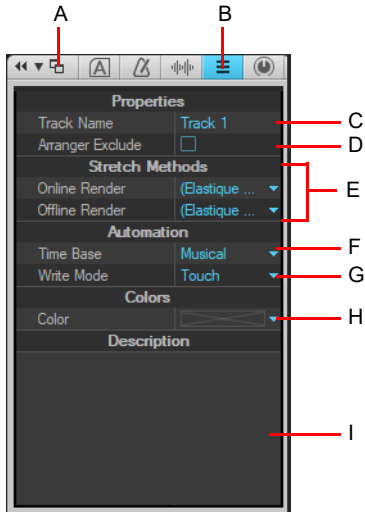 A
B
A
Properties
Track Name Track 1 C
Arranger Exclude D
Stretch Methods
E
Online Render (Elastique ...
Offline Render (Elastique ...
Automation
Time Base Musical F
Write Mode Touch G
Colors
Color H
Description
I